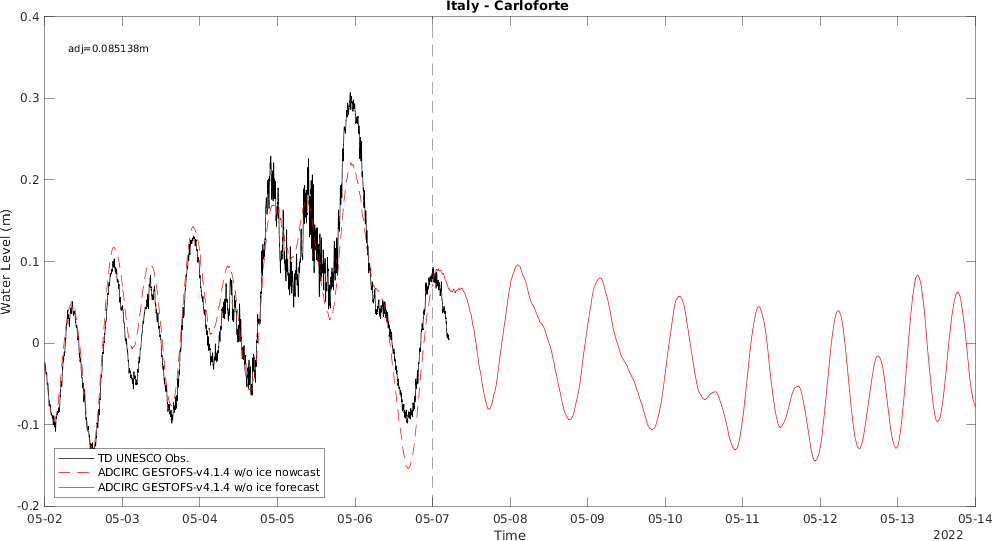 Italy - Carloforte
adj=0.085138m
Water Level (m)
0.4
0.3
0.2
0.1
0
-0.1
-0.2
TD UNESCO Obs.
ADCIRC GESTOFS-v4.1.4 w/o ice nowcast
ADCIRC GESTOFS-v4.1.4 w/o ice forecast
05-02 05-03 05-04 05-05 05-06 05-07 05-08 05-09 05-10 05-11 05-12 05-13 05-14
Time
2022